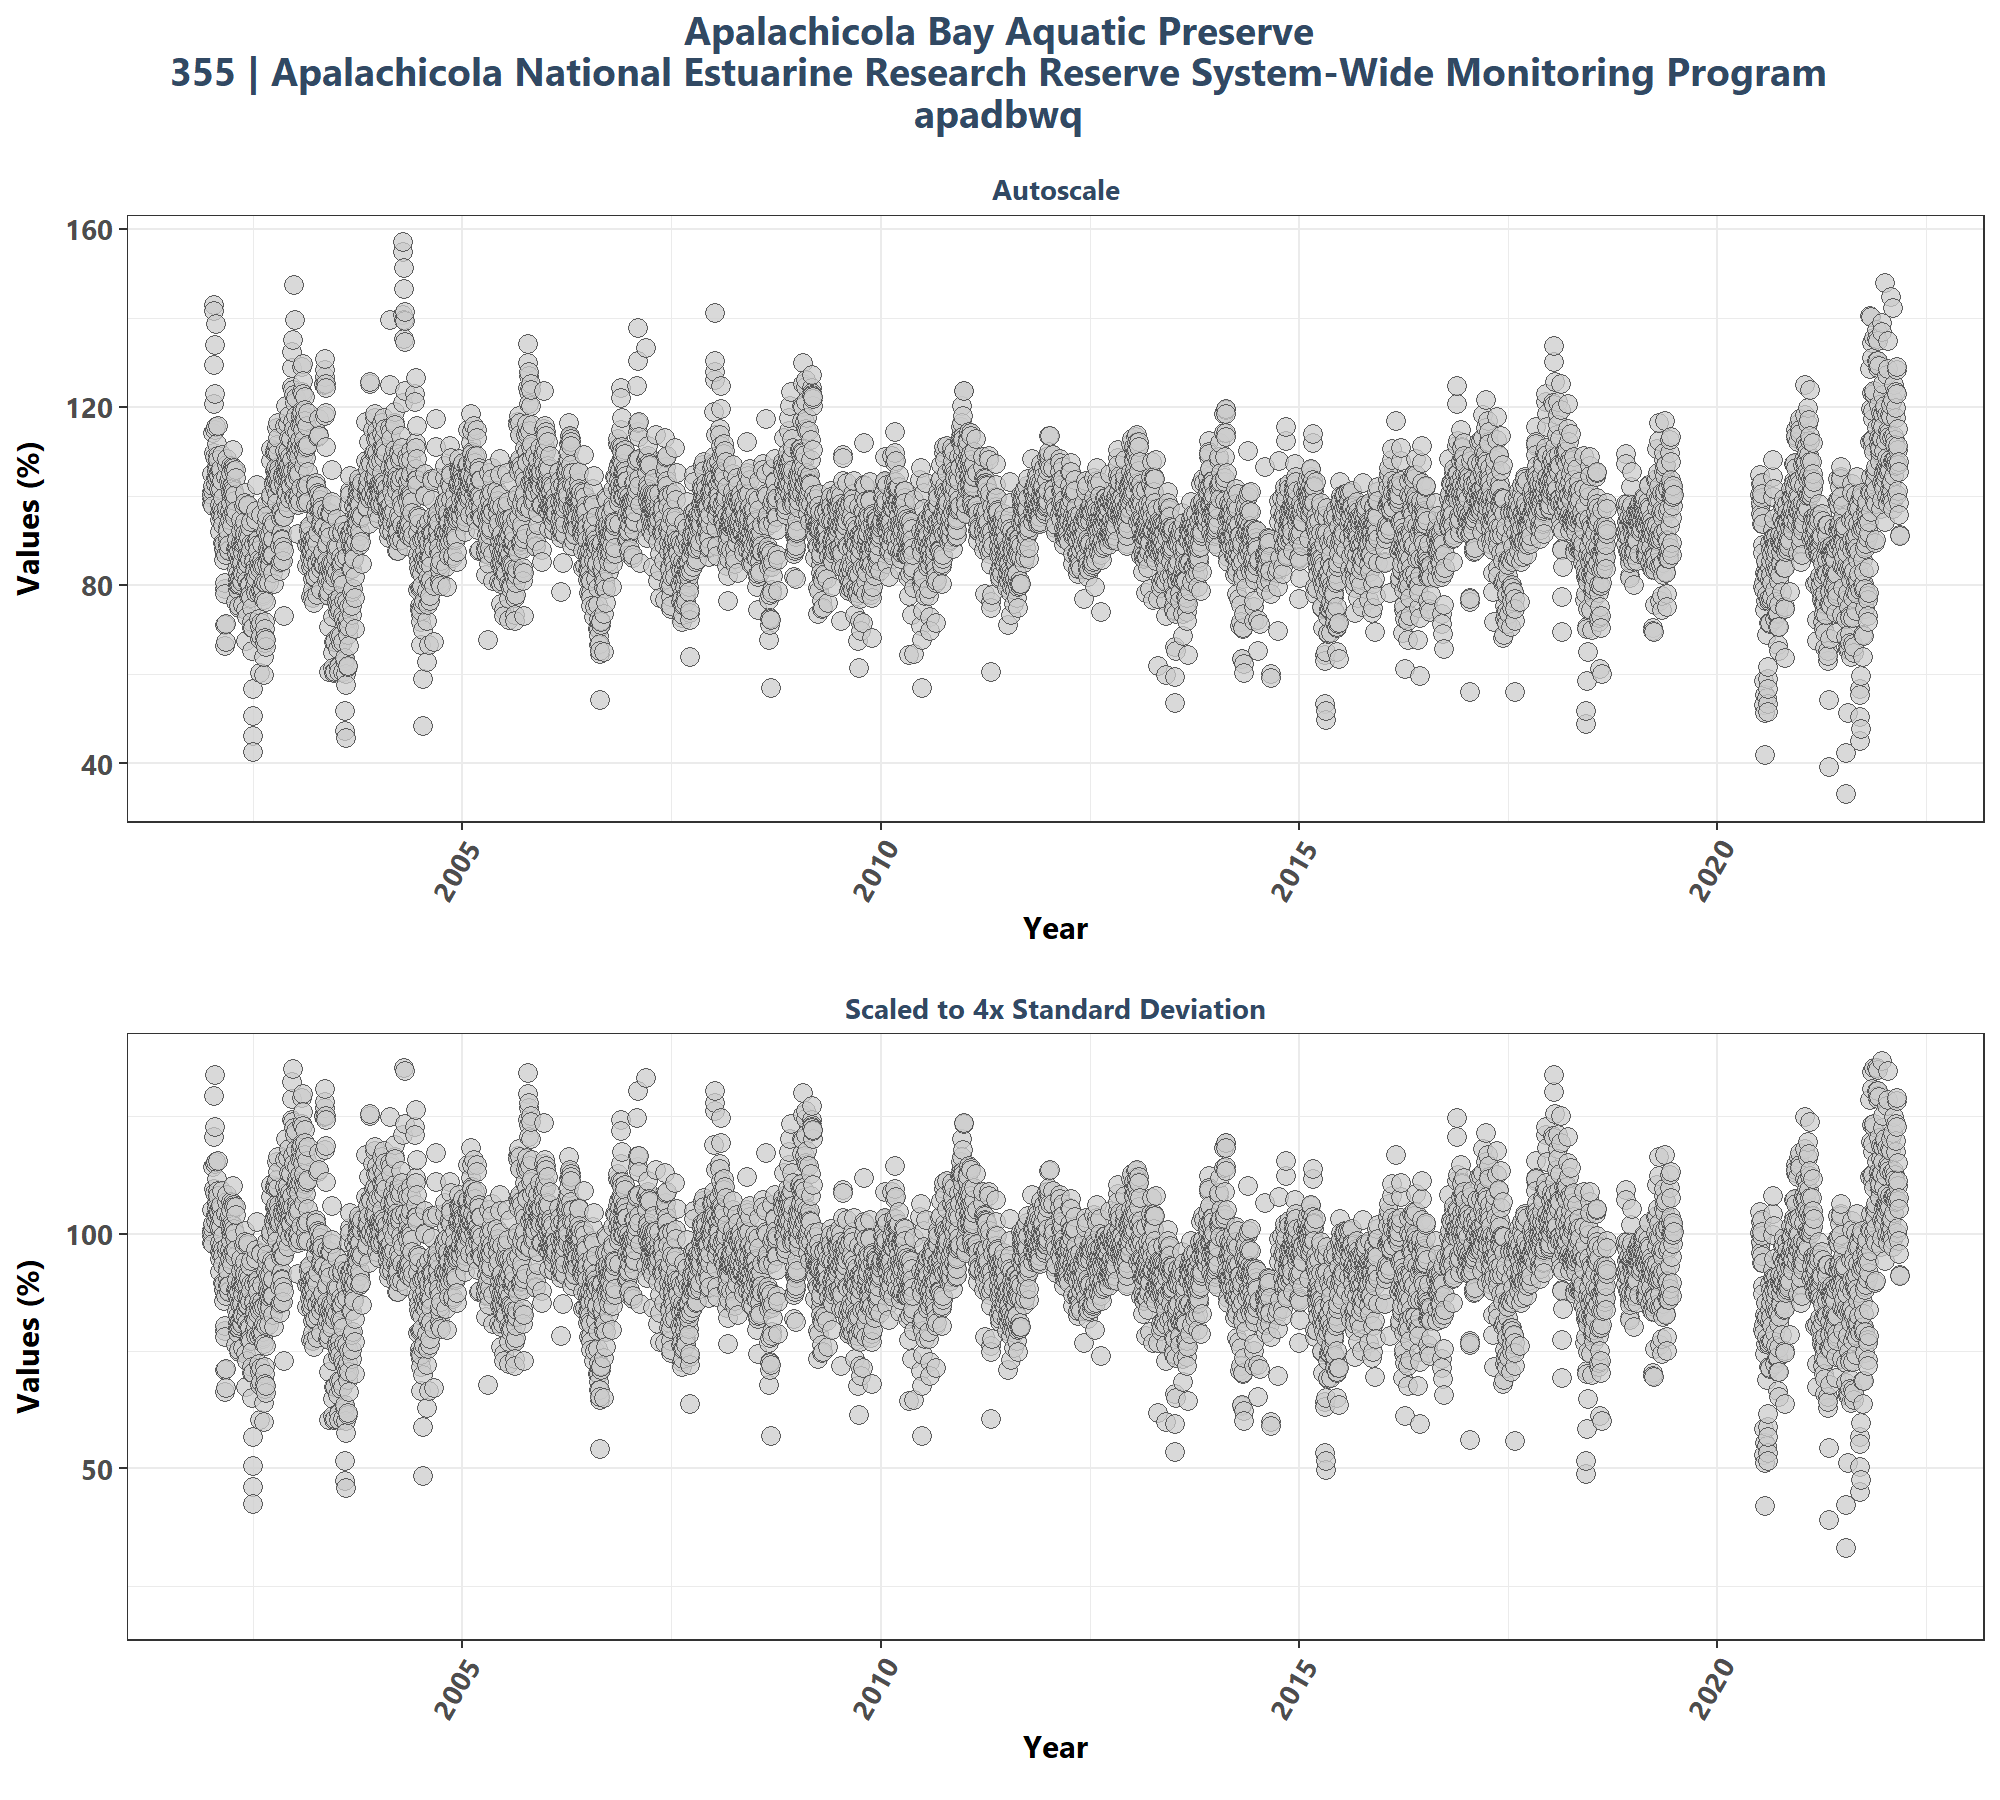 Apalachicola Bay Aquatic Preserve
355 | Apalachicola National Estuarine Research Reserve System-Wide Monitoring Program
apadbwq
Autoscale
160
120
80
40
Values (%)
2005
2010
2015
2020
Year
Scaled to 4x Standard Deviation
100
50
Values (%)
2005
2010
2015
2020
Year